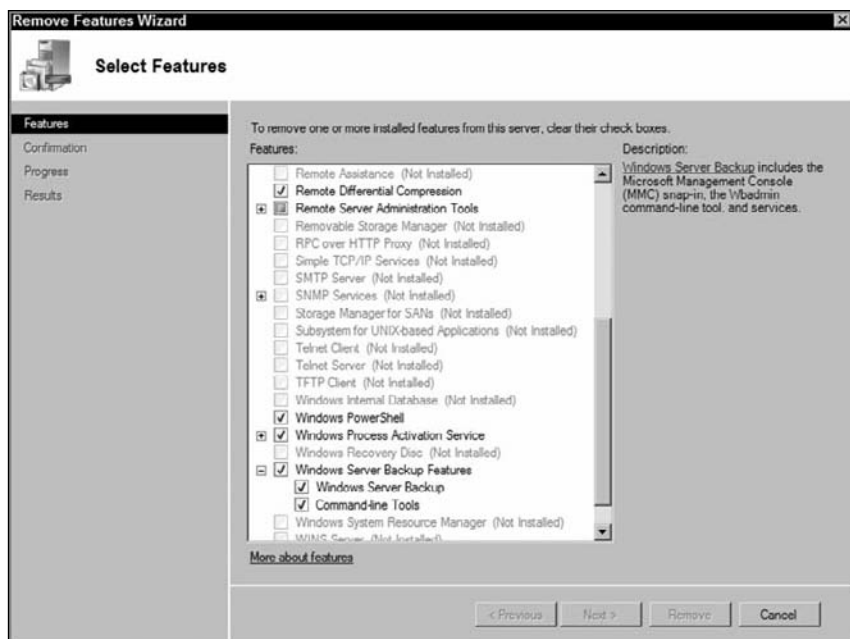 Remove Features Wizard
Select Features
Features
Confirmation
Progress
Results
To remove one or more installed features from this server, clear their check boxes.
Features:
Remote Assistance (Not Installed)
Remote Differential Compression
Remote Server Administration Tools
Removable Storage Manager (Not Installed)
RPC over HTTP Proxy (Not Installed)
Simple TCP/IP Services (Not Installed)
SMTP Server (Not Installed)
SNMP Services (Not Installed)
Storage Manager for SANs (Not Installed)
Subsystem for UNIX-based Applications (Not Installed)
Telnet Client (Not Installed)
Telnet Server (Not Installed)
TFTP Client (Not Installed)
Windows Internal Database (Not Installed)
Windows PowerShell
Windows Process Activation Service
Windows Recovery Disc (Not Installed)
Windows Server Backup Features
Windows Server Backup
Command-line Tools
Windows System Resource Manager (Not Installed)
WINS Server (Not Installed)
More about features
Description:
Windows Server Backup includes the
Microsoft Management Console
(MMC) snap-in, the Wbadmin
command-line tool, and services.
< Previous
Next >
Remove
Cancel